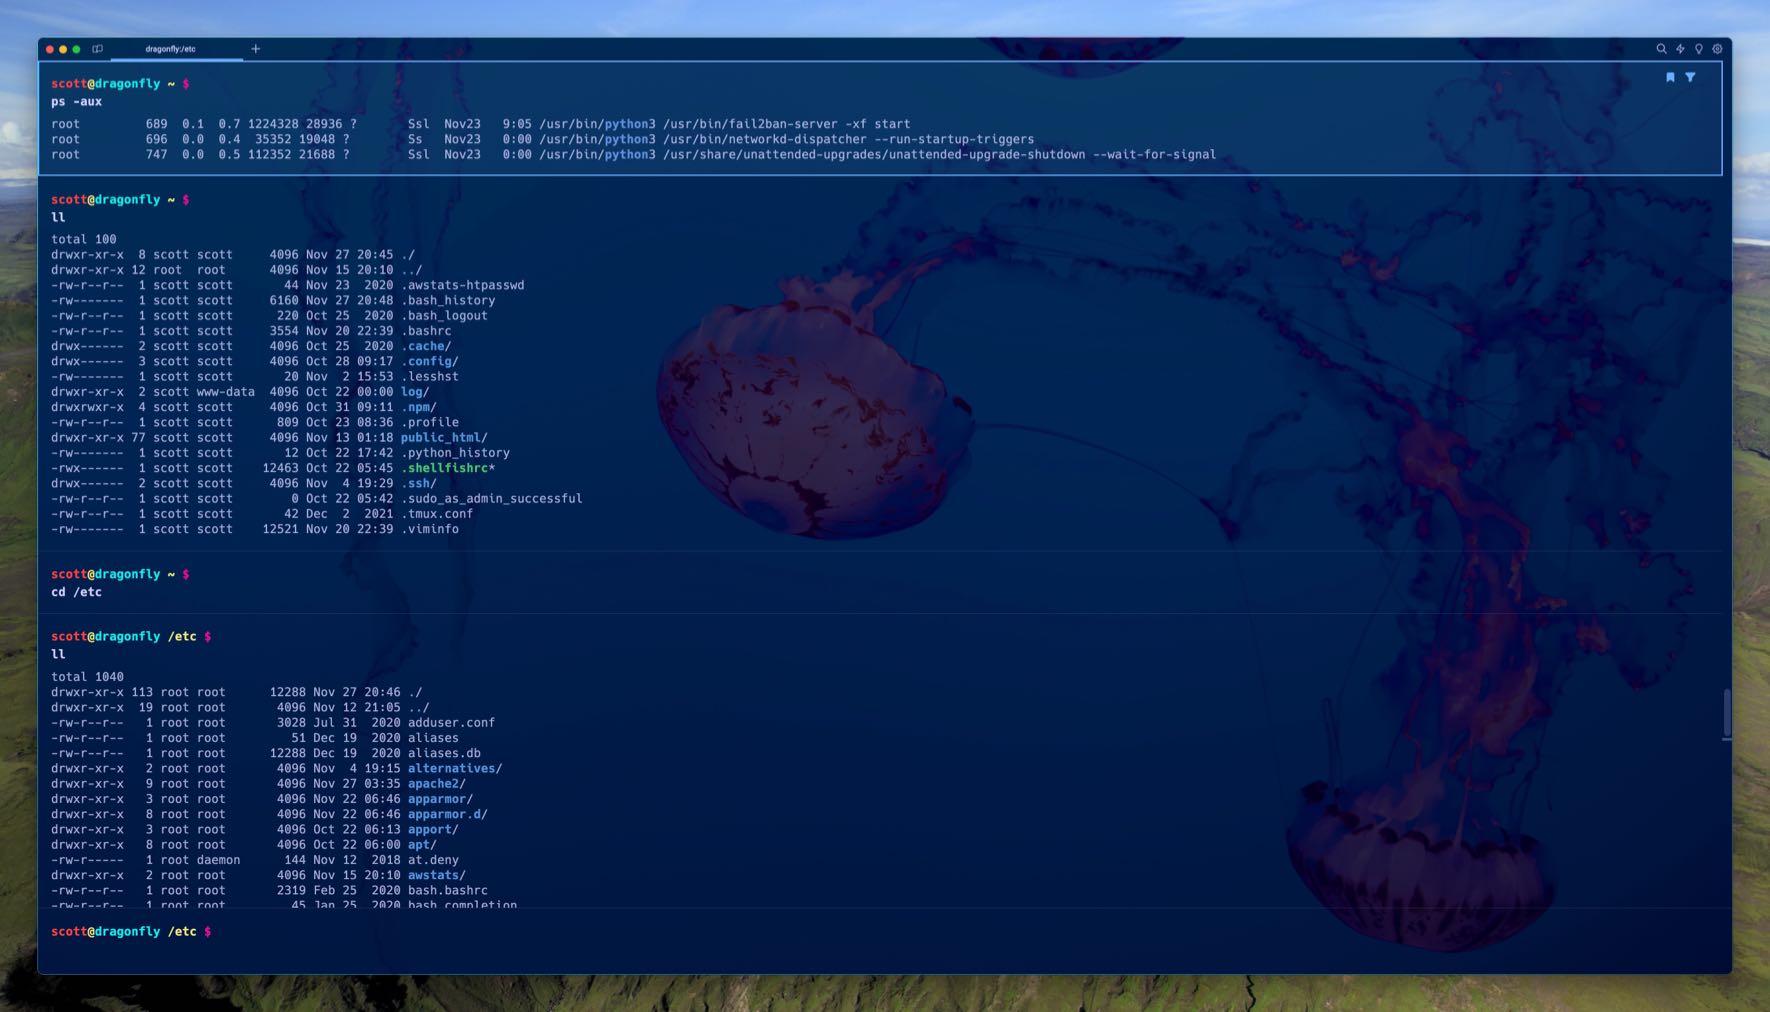 dragonfly:/etc
scott@dragonfly ~ $
ps -aux
root         689  0.1  0.7 1224328 28936 ?       Ssl  Nov23   9:05 /usr/bin/python3 /usr/bin/fail2ban-server -xf start
root         696  0.0  0.4  35352 19048 ?       Ss   Nov23   0:00 /usr/bin/python3 /usr/bin/networkd-dispatcher --run-startup-triggers
root         747  0.0  0.5 112352 21688 ?       Ssl  Nov23   0:00 /usr/bin/python3 /usr/share/unattended-upgrades/unattended-upgrade-shutdown --wait-for-signal
scott@dragonfly ~ $
ll
total 100
drwxr-xr-x  8 scott scott     4096 Nov 27 20:45 ./
drwxr-xr-x 12 root  root      4096 Nov 15 20:10 ../
-rw-r--r--  1 scott scott       44 Nov 23  2020 .awstats-htpasswd
-rw-------  1 scott scott     6160 Nov 27 20:48 .bash_history
-rw-r--r--  1 scott scott      220 Oct 25  2020 .bash_logout
-rw-r--r--  1 scott scott     3554 Nov 20 22:39 .bashrc
drwx------  2 scott scott     4096 Oct 25  2020 .cache/
drwx------  3 scott scott     4096 Oct 28 09:17 .config/
-rw-------  1 scott scott       20 Nov  2 15:53 .lesshst
drwxr-xr-x  2 scott www-data  4096 Oct 22 00:00 log/
drwxrwxr-x  4 scott scott     4096 Oct 31 09:11 .npm/
-rw-r--r--  1 scott scott      809 Oct 23 08:36 .profile
drwxr-xr-x 77 scott scott     4096 Nov 13 01:18 public_html/
-rw-------  1 scott scott       12 Oct 22 17:42 .python_history
-rwx------  1 scott scott    12463 Oct 22 05:45 .shellfishrc*
drwx------  2 scott scott     4096 Nov  4 19:29 .ssh/
-rw-r--r--  1 scott scott        0 Oct 22 05:42 .sudo_as_admin_successful
-rw-r--r--  1 scott scott       42 Dec  2  2021 .tmux.conf
-rw-------  1 scott scott    12521 Nov 20 22:39 .viminfo
scott@dragonfly ~ $
cd /etc
scott@dragonfly /etc $
ll
total 1040
drwxr-xr-x 113 root root      12288 Nov 27 20:46 ./
drwxr-xr-x  19 root root       4096 Nov 12 21:05 ../
-rw-r--r--   1 root root       3028 Jul 31  2020 adduser.conf
-rw-r--r--   1 root root         51 Dec 19  2020 aliases
-rw-r--r--   1 root root      12288 Dec 19  2020 aliases.db
drwxr-xr-x   2 root root       4096 Nov  4 19:15 alternatives/
drwxr-xr-x   9 root root       4096 Nov 27 03:35 apache2/
drwxr-xr-x   3 root root       4096 Nov 22 06:46 apparmor/
drwxr-xr-x   8 root root       4096 Nov 22 06:46 apparmor.d/
drwxr-xr-x   3 root root       4096 Oct 22 06:13 apport/
drwxr-xr-x   8 root root       4096 Oct 22 06:00 apt/
-rw-r-----   1 root daemon      144 Nov 12  2018 at.deny
drwxr-xr-x   2 root root       4096 Nov 15 20:10 awstats/
-rw-r--r--   1 root root       2319 Feb 25  2020 bash.bashrc
-rw-r--r--   1 root root         45 Jan 25  2020 bash_completion
scott@dragonfly /etc $